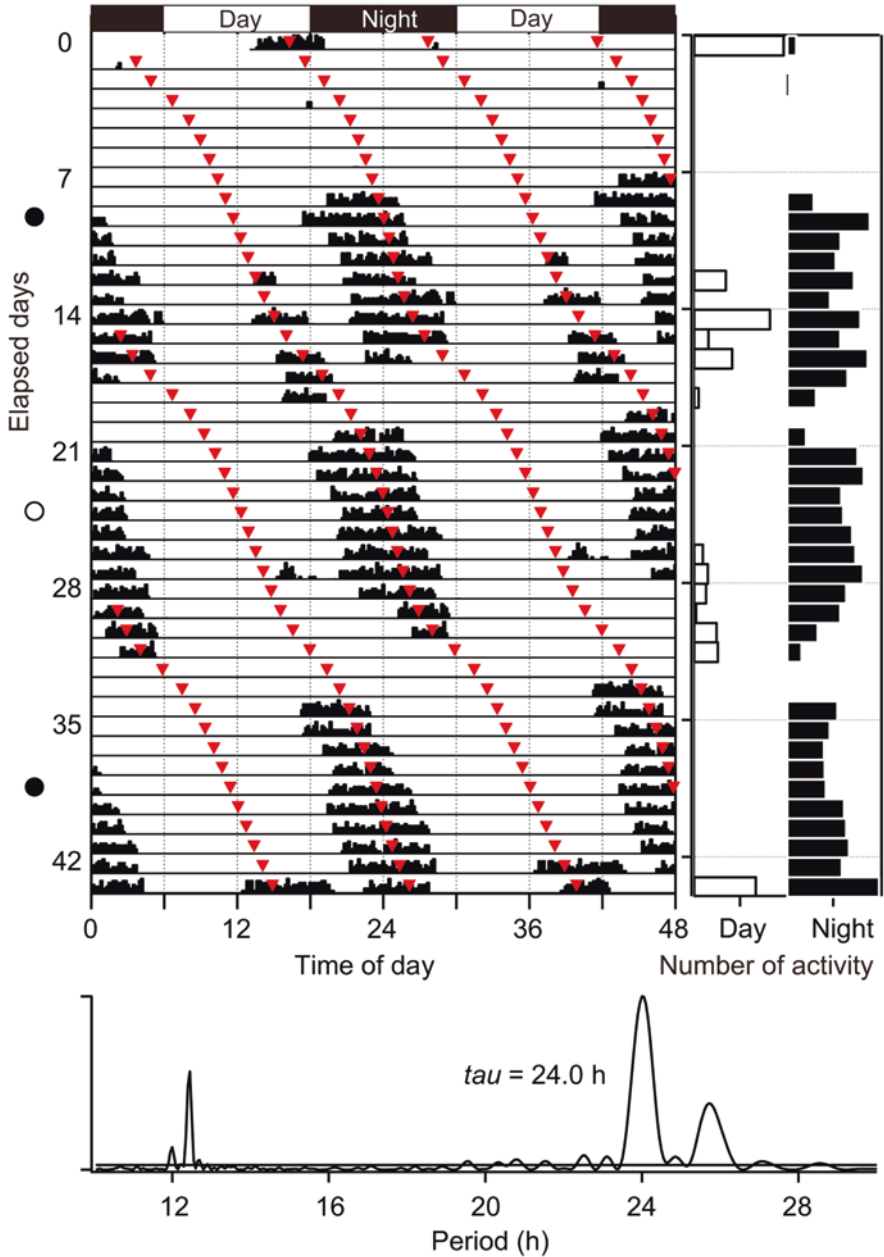 Day Night Day
0
7
14
21
28
35
42
Elapsed days
0 12 24 36 48
Time of day
Day Night
Number of activity
tau = 24.0 h
12 16 20 24 28
Period (h)